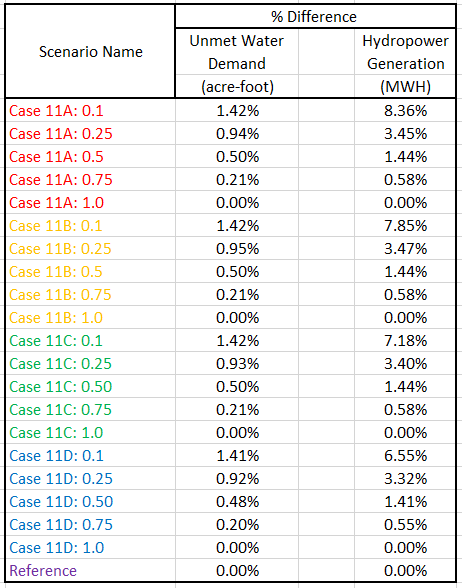 % Difference
Scenario Name
Unmet Water
Demand
(acre-foot)
Hydropower
Generation
(MWH)
Case 11A: 0.1 1.42% 8.36%
Case 11A: 0.25 0.94% 3.45%
Case 11A: 0.5 0.50% 1.44%
Case 11A: 0.75 0.21% 0.58%
Case 11A: 1.0 0.00% 0.00%
Case 11B: 0.1 1.42% 7.85%
Case 11B: 0.25 0.95% 3.47%
Case 11B: 0.5 0.50% 1.44%
Case 11B: 0.75 0.21% 0.58%
Case 11B: 1.0 0.00% 0.00%
Case 11C: 0.1 1.42% 7.18%
Case 11C: 0.25 0.93% 3.40%
Case 11C: 0.50 0.50% 1.44%
Case 11C: 0.75 0.21% 0.58%
Case 11C: 1.0 0.00% 0.00%
Case 11D: 0.1 1.41% 6.55%
Case 11D: 0.25 0.92% 3.32%
Case 11D: 0.50 0.48% 1.41%
Case 11D: 0.75 0.20% 0.55%
Case 11D: 1.0 0.00% 0.00%
Reference 0.00% 0.00%